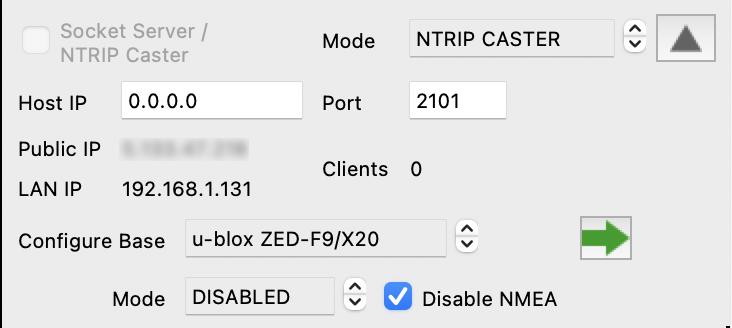 Socket Server /
NTRIP Caster
Mode NTRIP CASTER
Host IP 0.0.0.0 Port 2101
Public IP
Clients 0
LAN IP 192.168.1.131
Configure Base u-blox ZED-F9/X20
Mode DISABLED Disable NMEA